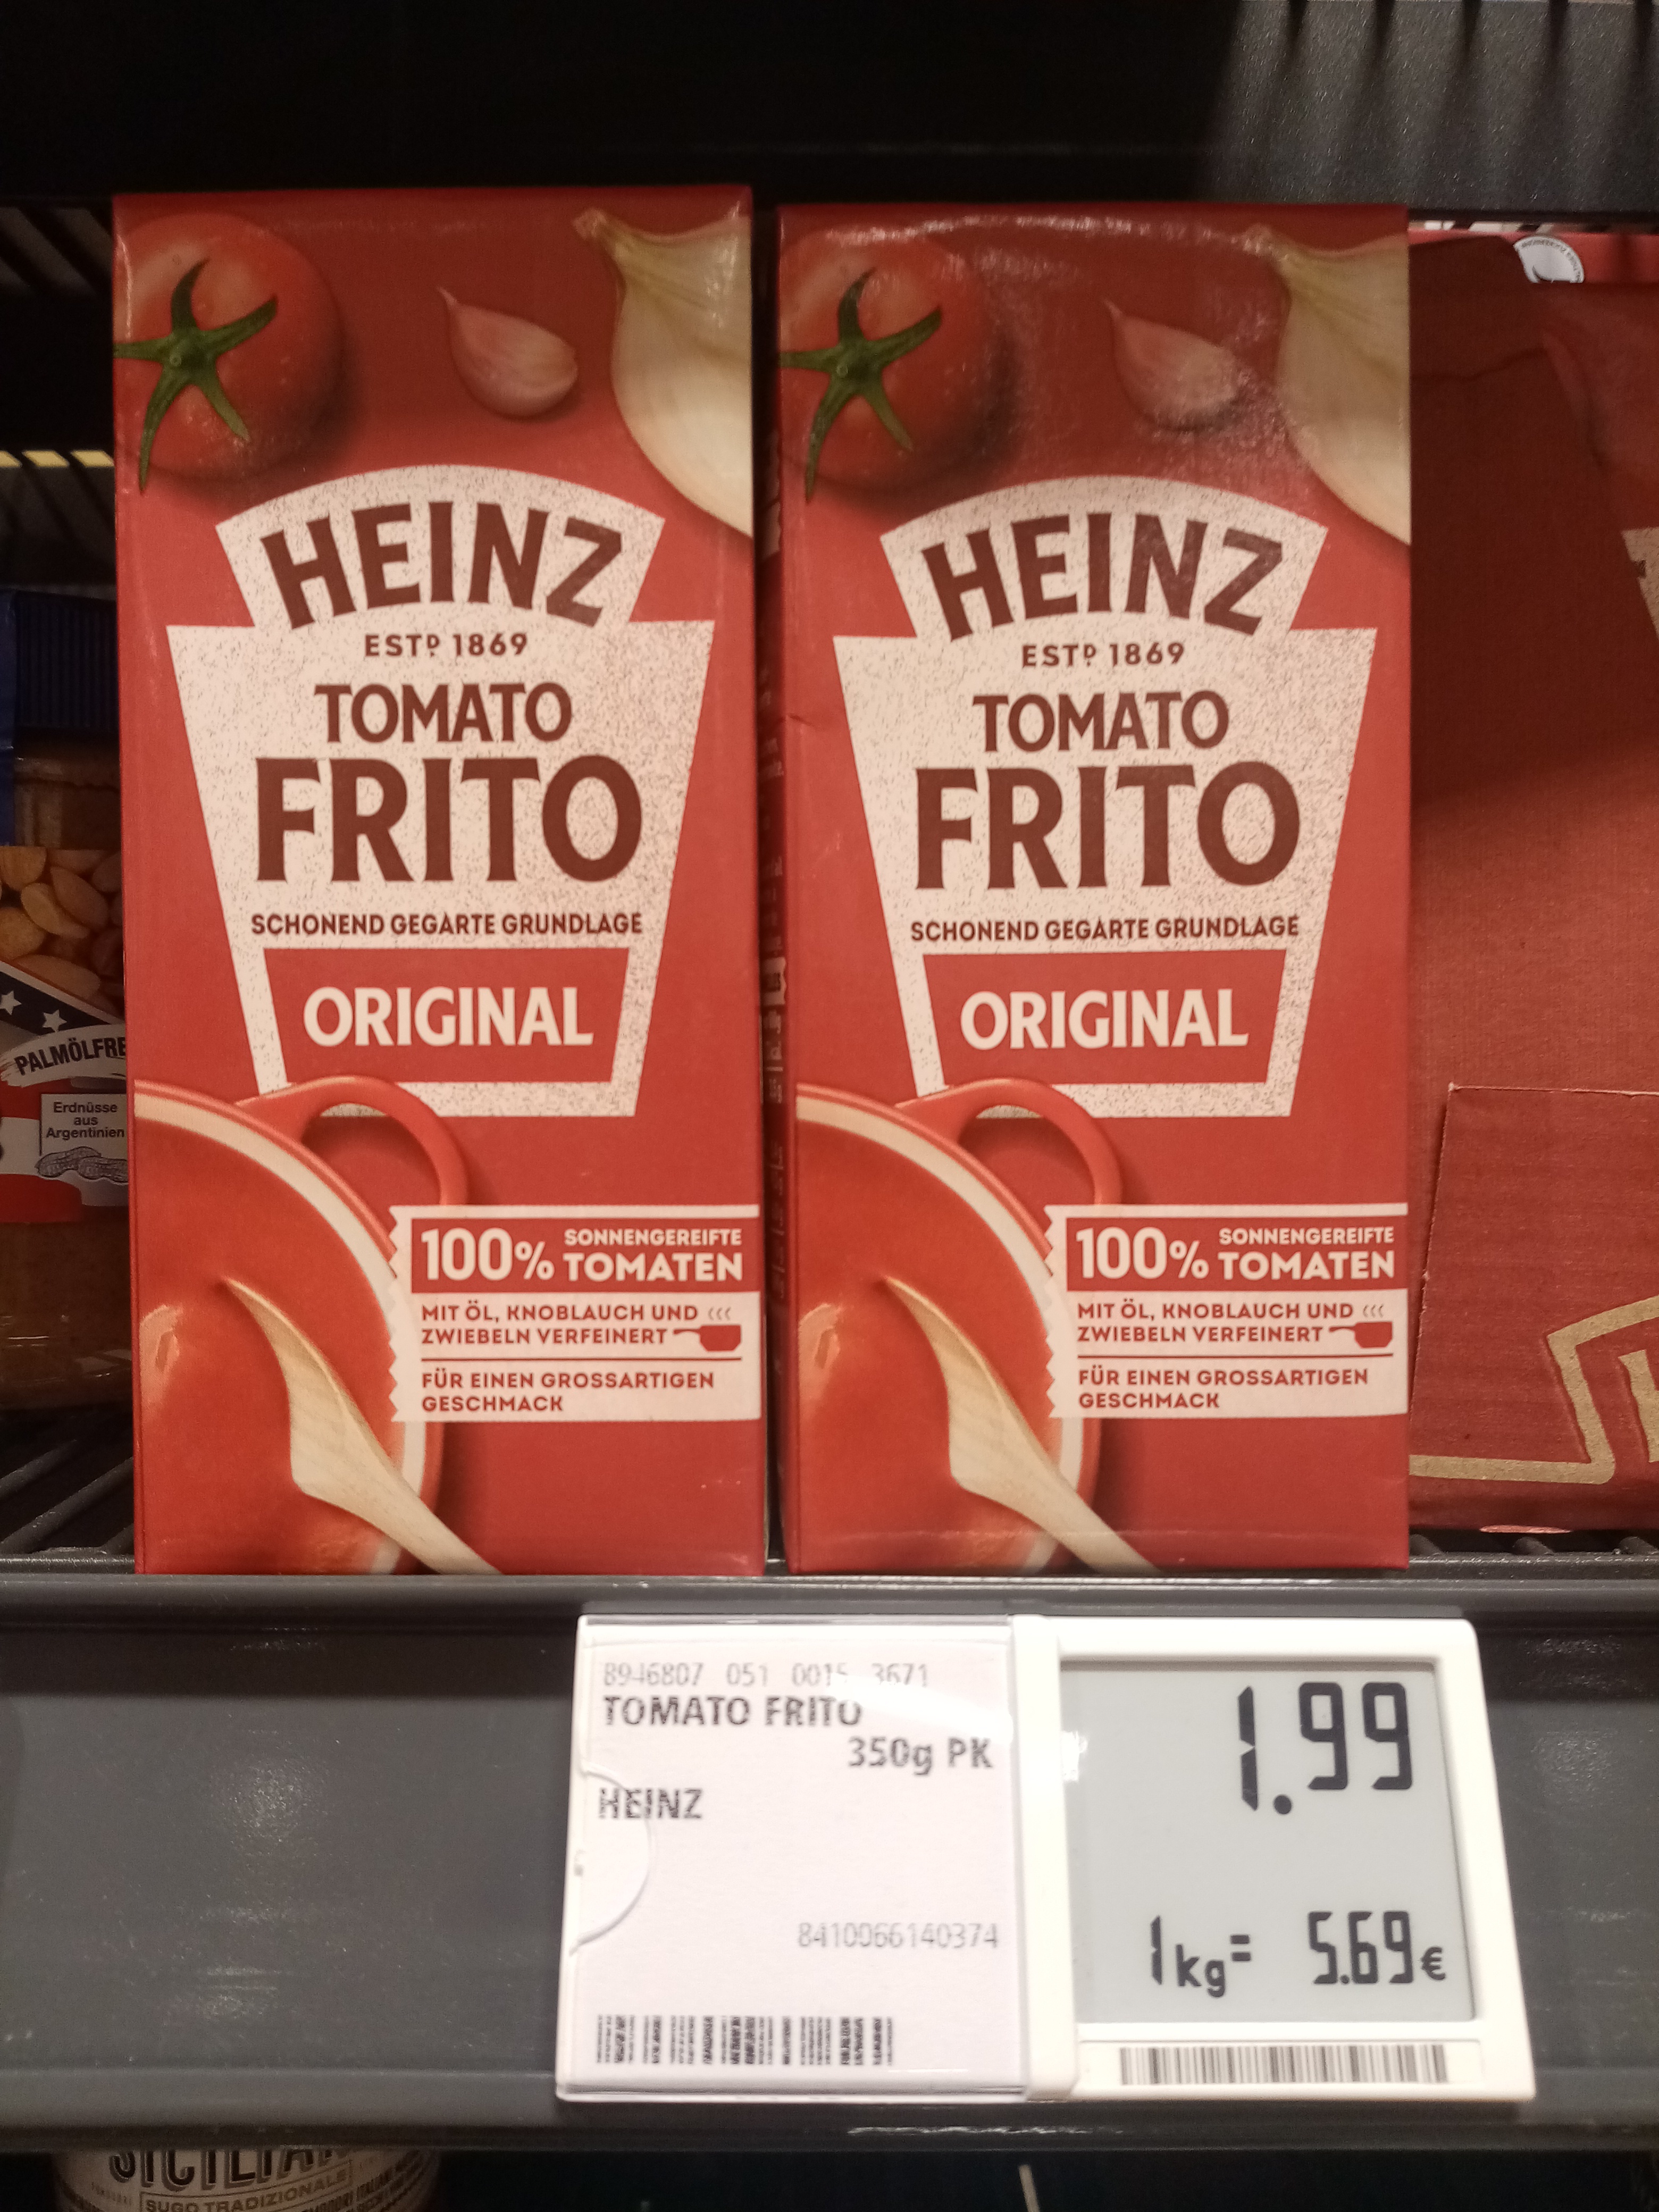 HEINZ
ESTD 1869
TOMATO
FRITO
SCHONEND GEGARTE GRUNDLAGE
ORIGINAL
100% SONNENGEREIFTE
TOMATEN
MIT ÖL, KNOBLAUCH UND
ZWIEBELN VERFEINERT
FÜR EINEN GROSSARTIGEN
GESCHMACK
HEINZ
ESTD 1869
TOMATO
FRITO
SCHONEND GEGARTE GRUNDLAGE
ORIGINAL
100% SONNENGEREIFTE
TOMATEN
MIT ÖL, KNOBLAUCH UND
ZWIEBELN VERFEINERT
FÜR EINEN GROSSARTIGEN
GESCHMACK
PALMÖLFRE
Erdnüsse
aus
Argentinien
8946807 051 0015 3671
TOMATO FRITO
350g PK
HEINZ
8410066140374
1.99
1kg= 5.69€
SUGO TRADIZIONALE